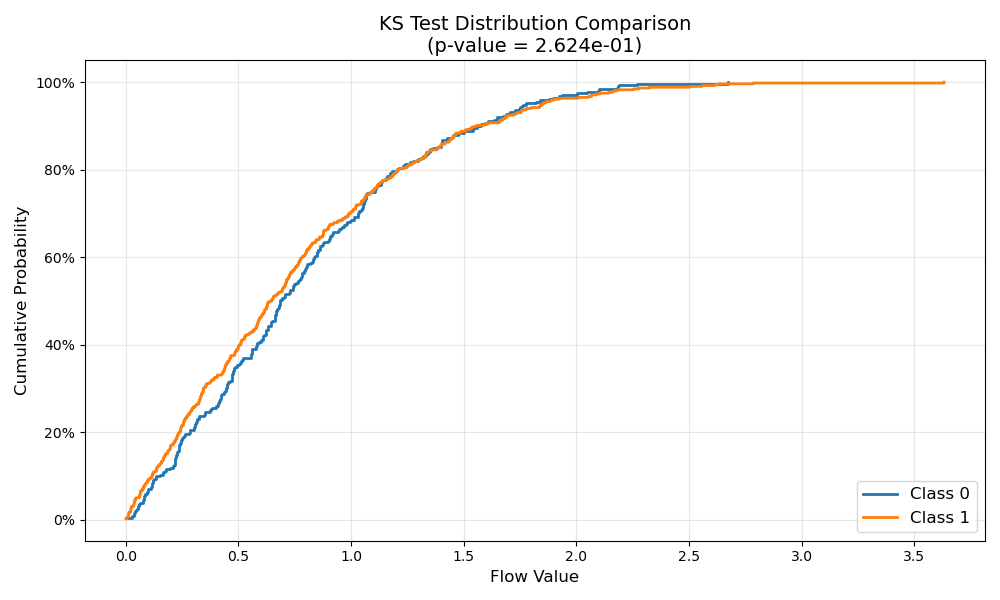 KS Test Distribution Comparison
(p-value = 2.624e-01)
Cumulative Probability
100%
80%
60%
40%
20%
0%
0.0 0.5 1.0 1.5 2.0 2.5 3.0 3.5
Flow Value
Class 0
Class 1